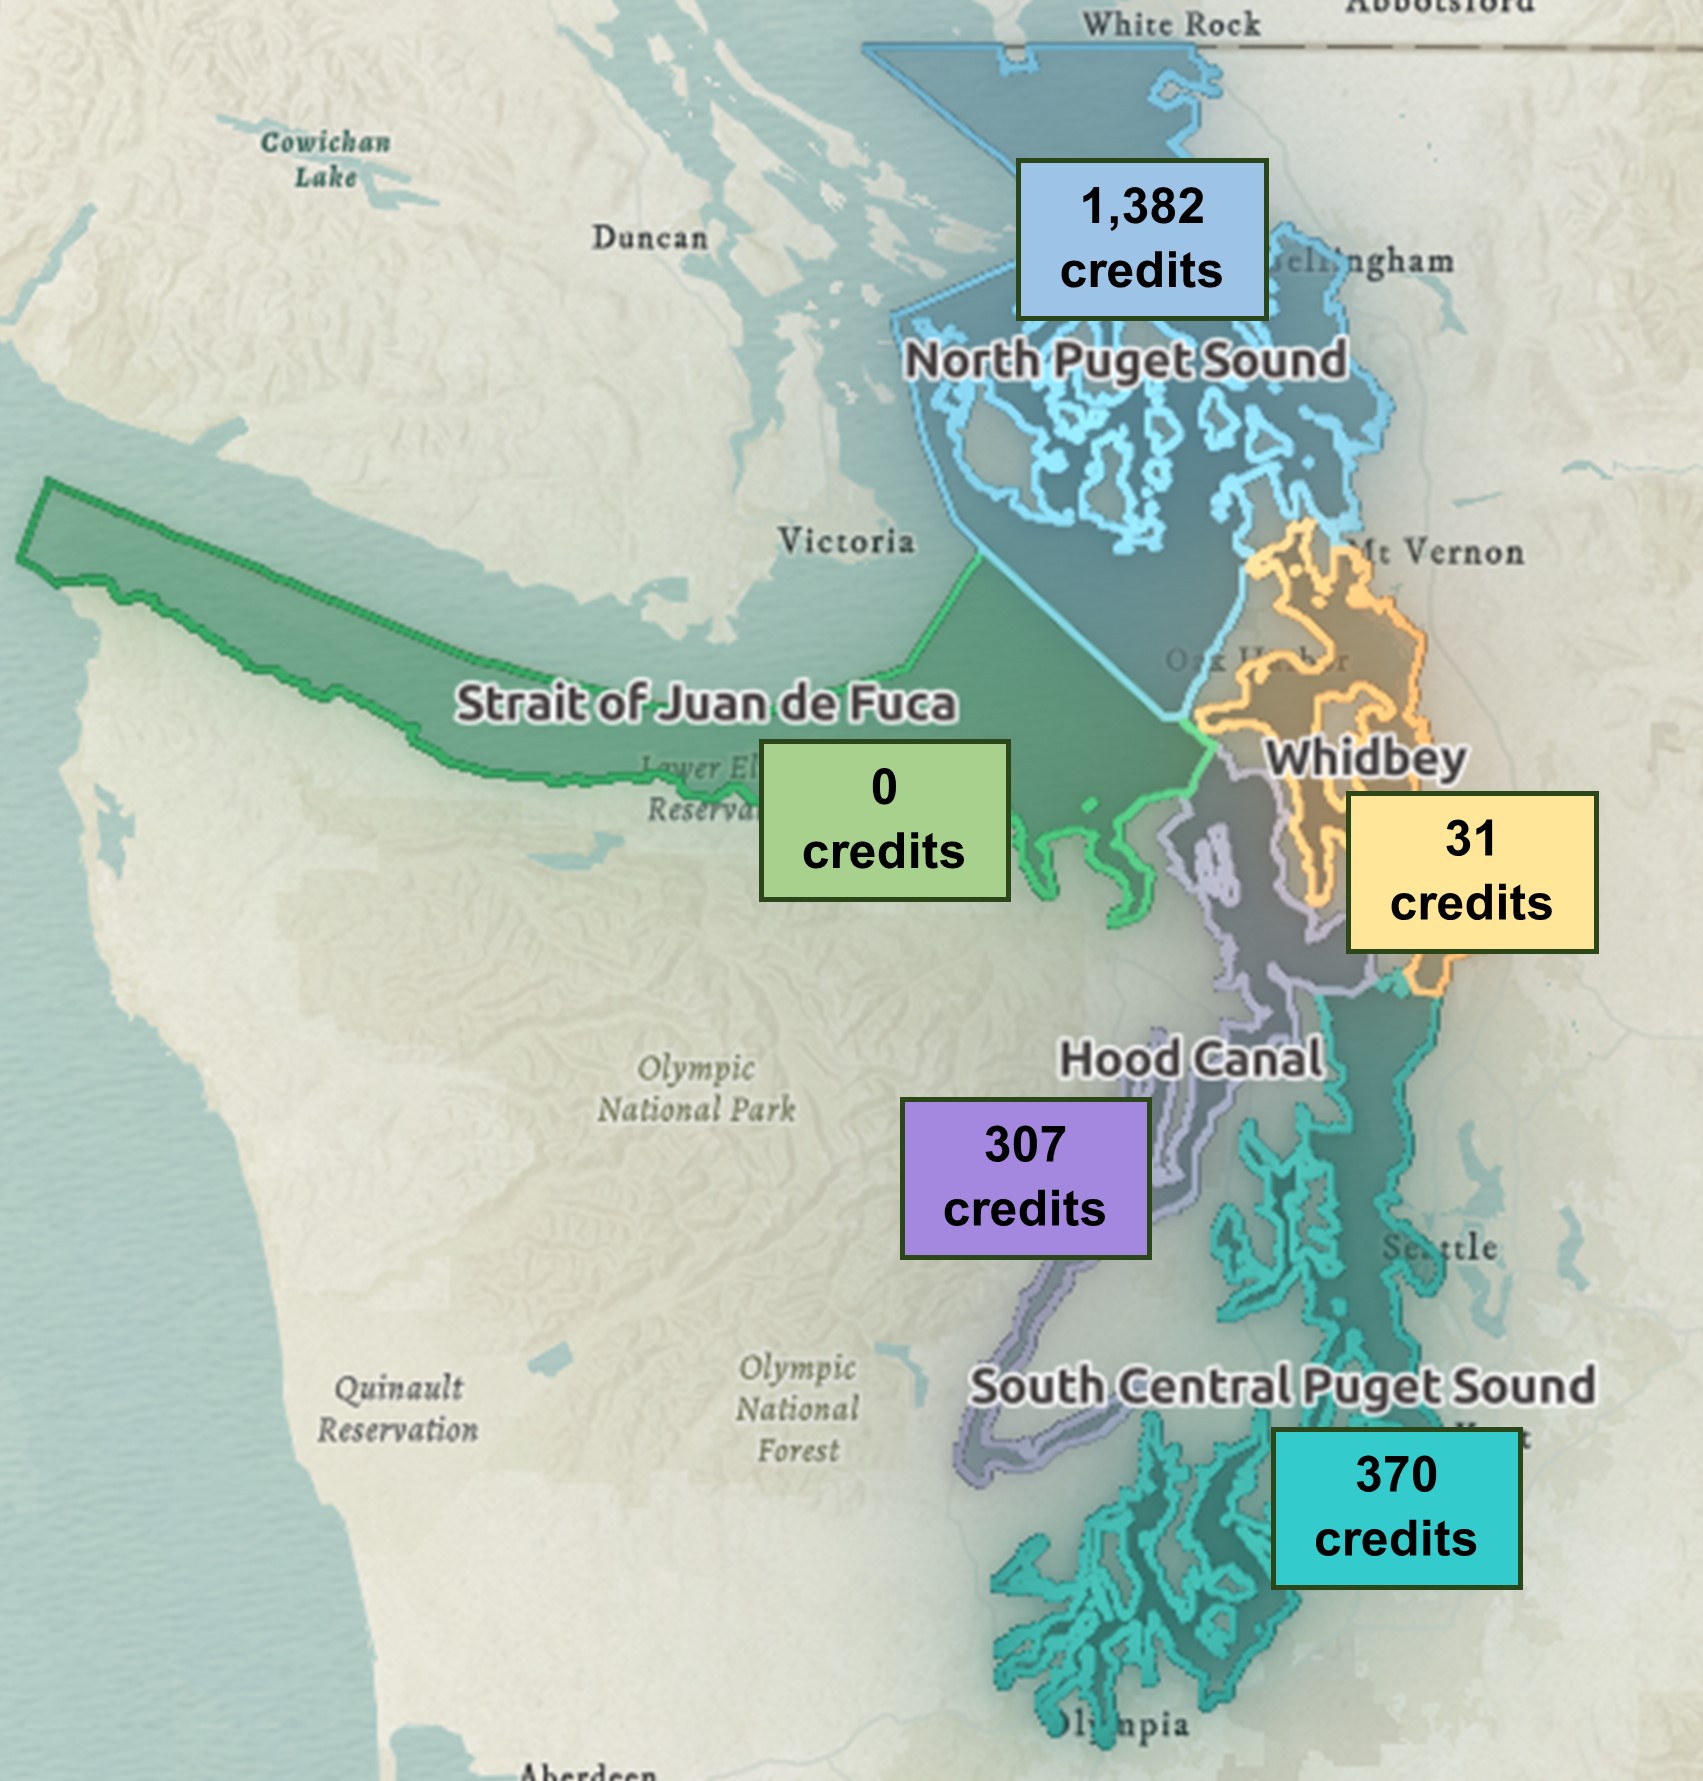 Abbotsford
White Rock
Cowichan
Lake
1,382
credits
Duncan
North Puget Sound
Victoria
Mt Vernon
Oak Harbor
Strait of Juan de Fuca
Whidbey
Lower El
Reserva
0
credits
31
credits
Hood Canal
Olympic
National Park
307
credits
Seattle
South Central Puget Sound
Quinault
Reservation
Olympic
National
Forest
370
credits
Olympia
Aberdeen